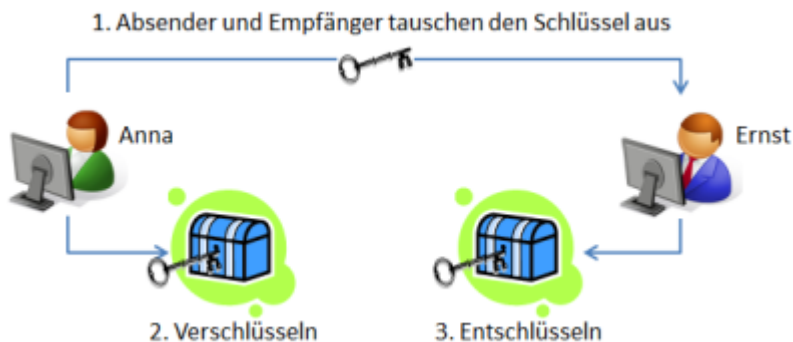 1. Absender und Empfänger tauschen den Schlüssel aus
Anna
Ernst
2. Verschlüsseln
3. Entschlüsseln